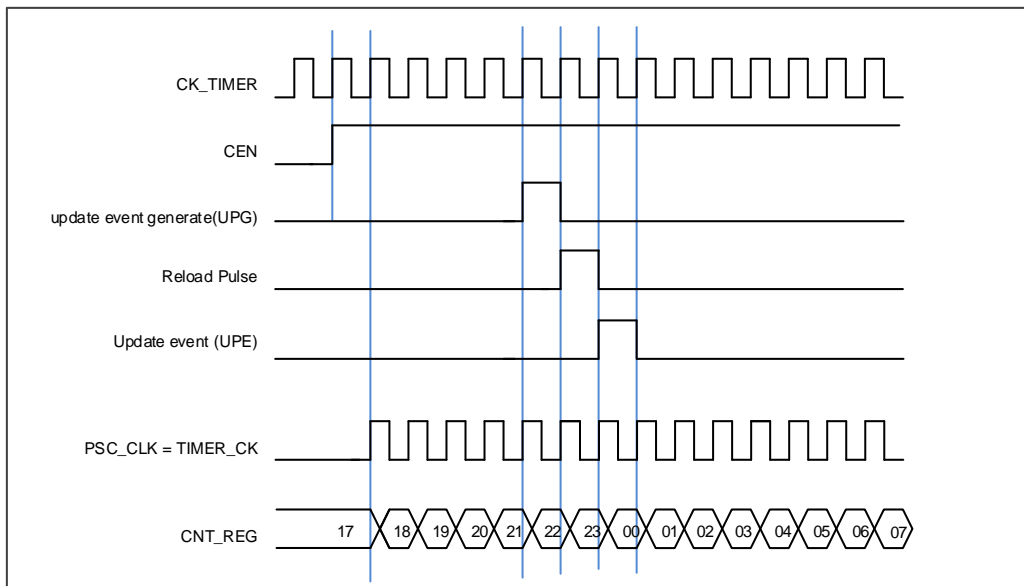 CK_TIMER
CEN
update event generate(UPG)
Reload Pulse
Update event (UPE)
PSC_CLK = TIMER_CK
CNT_REG 17 18 19 20 21 22 23 00 01 02 03 04 05 06 07